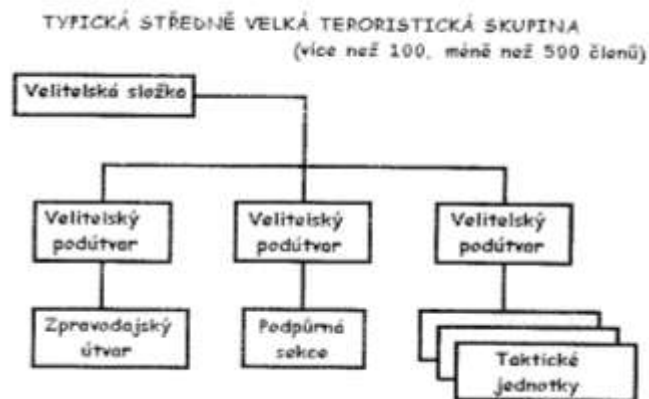 TYPICKÁ STŘEDNĚ VELKÁ TERORISTICKÁ SKUPINA
(více než 100, méně než 500 členů)
Velitelská složka
Velitelský
podútvar
Velitelský
podútvar
Velitelský
podútvar
Zpravodajský
útvar
Podpůrná
sekce
Taktické
jednotky